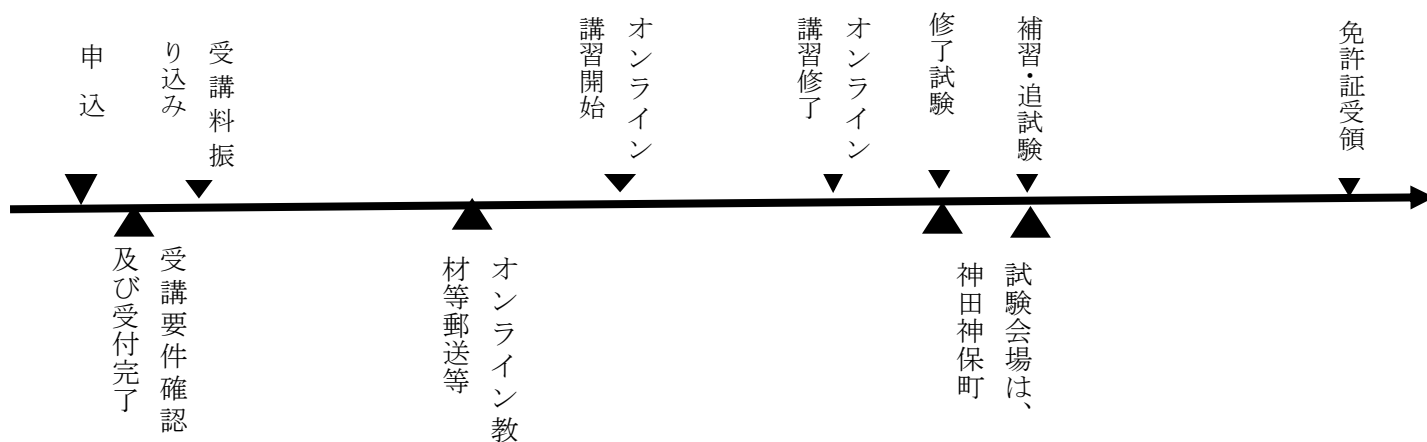 申込
受講料振
り込み
オンライン
講習開始
オンライン
講習修了
修了試験
補習・追試験
免許証受領
受講要件確認
及び受付完了
オンライン教
材等郵送等
試験会場は、
神田神保町